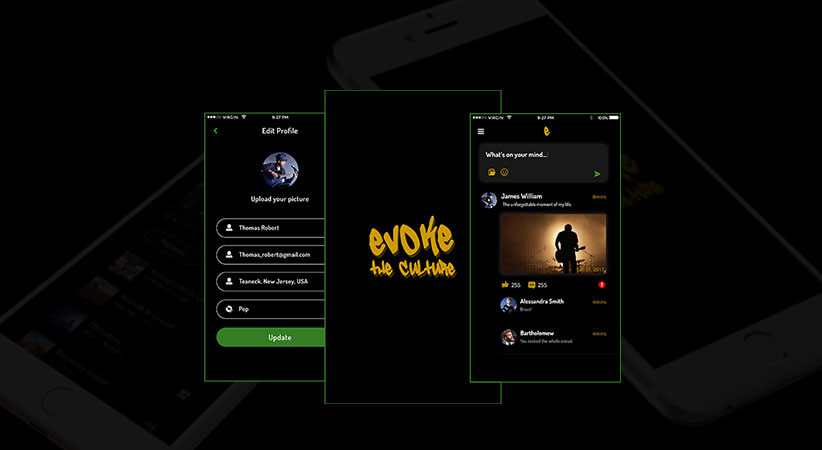 ●●●○○ VIRGIN
9:27 PM
Edit Profile
Upload your picture
Thomas Robert
Thomas_robert@gmail.com
Teaneck, New Jersey, USA
Pop
Update
EVOKE
THE CULTURE
●●●○○ VIRGIN 9:27 PM 100%
e
What's on your mind...
James William 4mins
The unforgettable moment of my life.
255 255
Alessandra Smith 4mins
Bravo!
Bartholomew 4mins
You rocked the whole crowd.